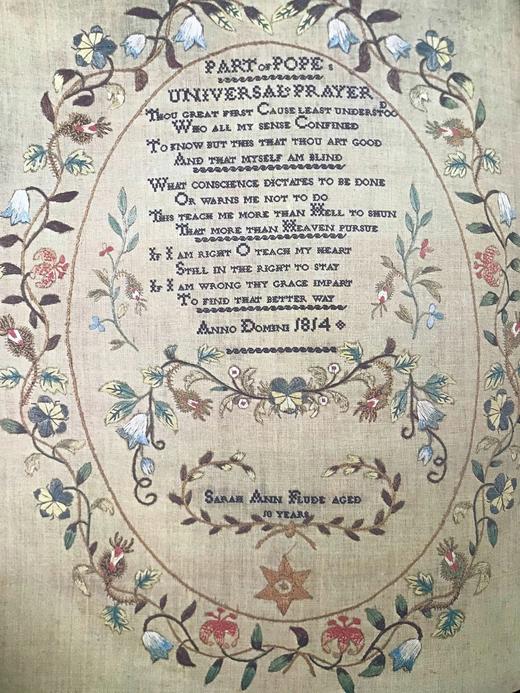 PART OF POPE s
UNIVERSAL PRAYER
THOU GREAT FIRST CAUSE LEAST UNDERSTOOD
WHO ALL MY SENSE CONFINED
TO KNOW BUT THIS THAT THOU ART GOOD
AND THAT MYSELF AM BLIND
WHAT CONSCIENCE DICTATES TO BE DONE
OR WARNS ME NOT TO DO
THIS TEACH ME MORE THAN HELL TO SHUN
THAT MORE THAN HEAVEN PURSUE
IF I AM RIGHT O TEACH MY HEART
STILL IN THE RIGHT TO STAY
IF I AM WRONG THY GRACE IMPART
TO FIND THAT BETTER WAY
ANNO DOMINI 1814
SARAH ANN FLUDE AGED
10 YEARS